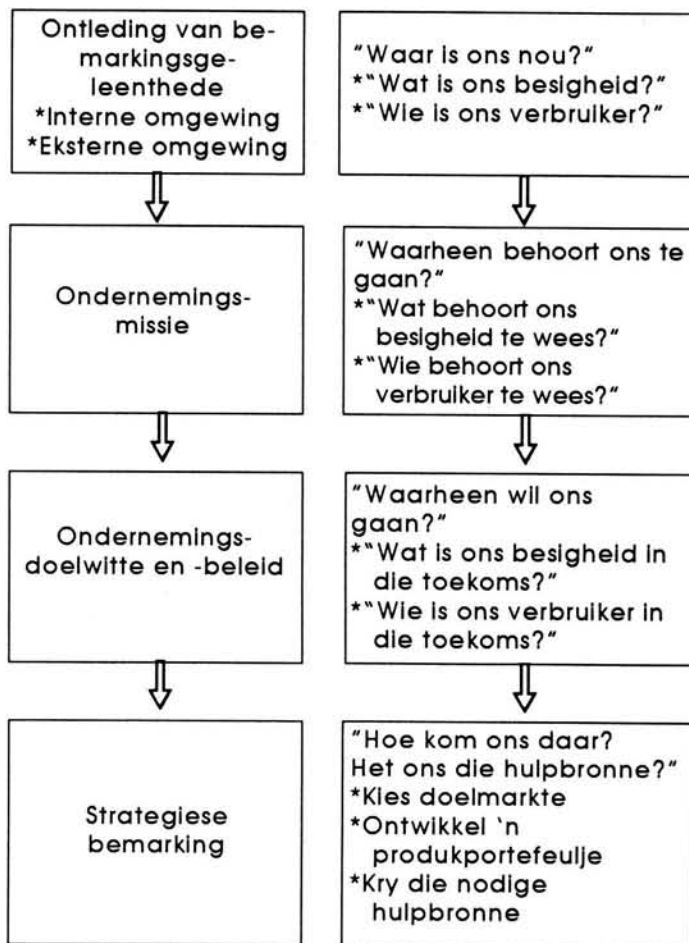 Ontleding van be-
markingsge-
leenthede
*Interne omgewing
*Eksterne omgewing
"Waar is ons nou?"
*"Wat is ons besigheid?"
*"Wie is ons verbruiker?"
Ondernemings-
missie
"Waarheen behoort ons te
gaan?"
*"Wat behoort ons
besigheid te wees?"
*"Wie behoort ons
verbruiker te wees?"
Ondernemings-
doelwitte en -beleid
"Waarheen wil ons
gaan?"
*"Wat is ons besigheid in
die toekoms?"
*"Wie is ons verbruiker in
die toekoms?"
Strategiese
bemarking
"Hoe kom ons daar?
Het ons die hulpbronne?"
*Kies doelmarkte
*Ontwikkel 'n
produkportefeulje
*Kry die nodige
hulpbronne